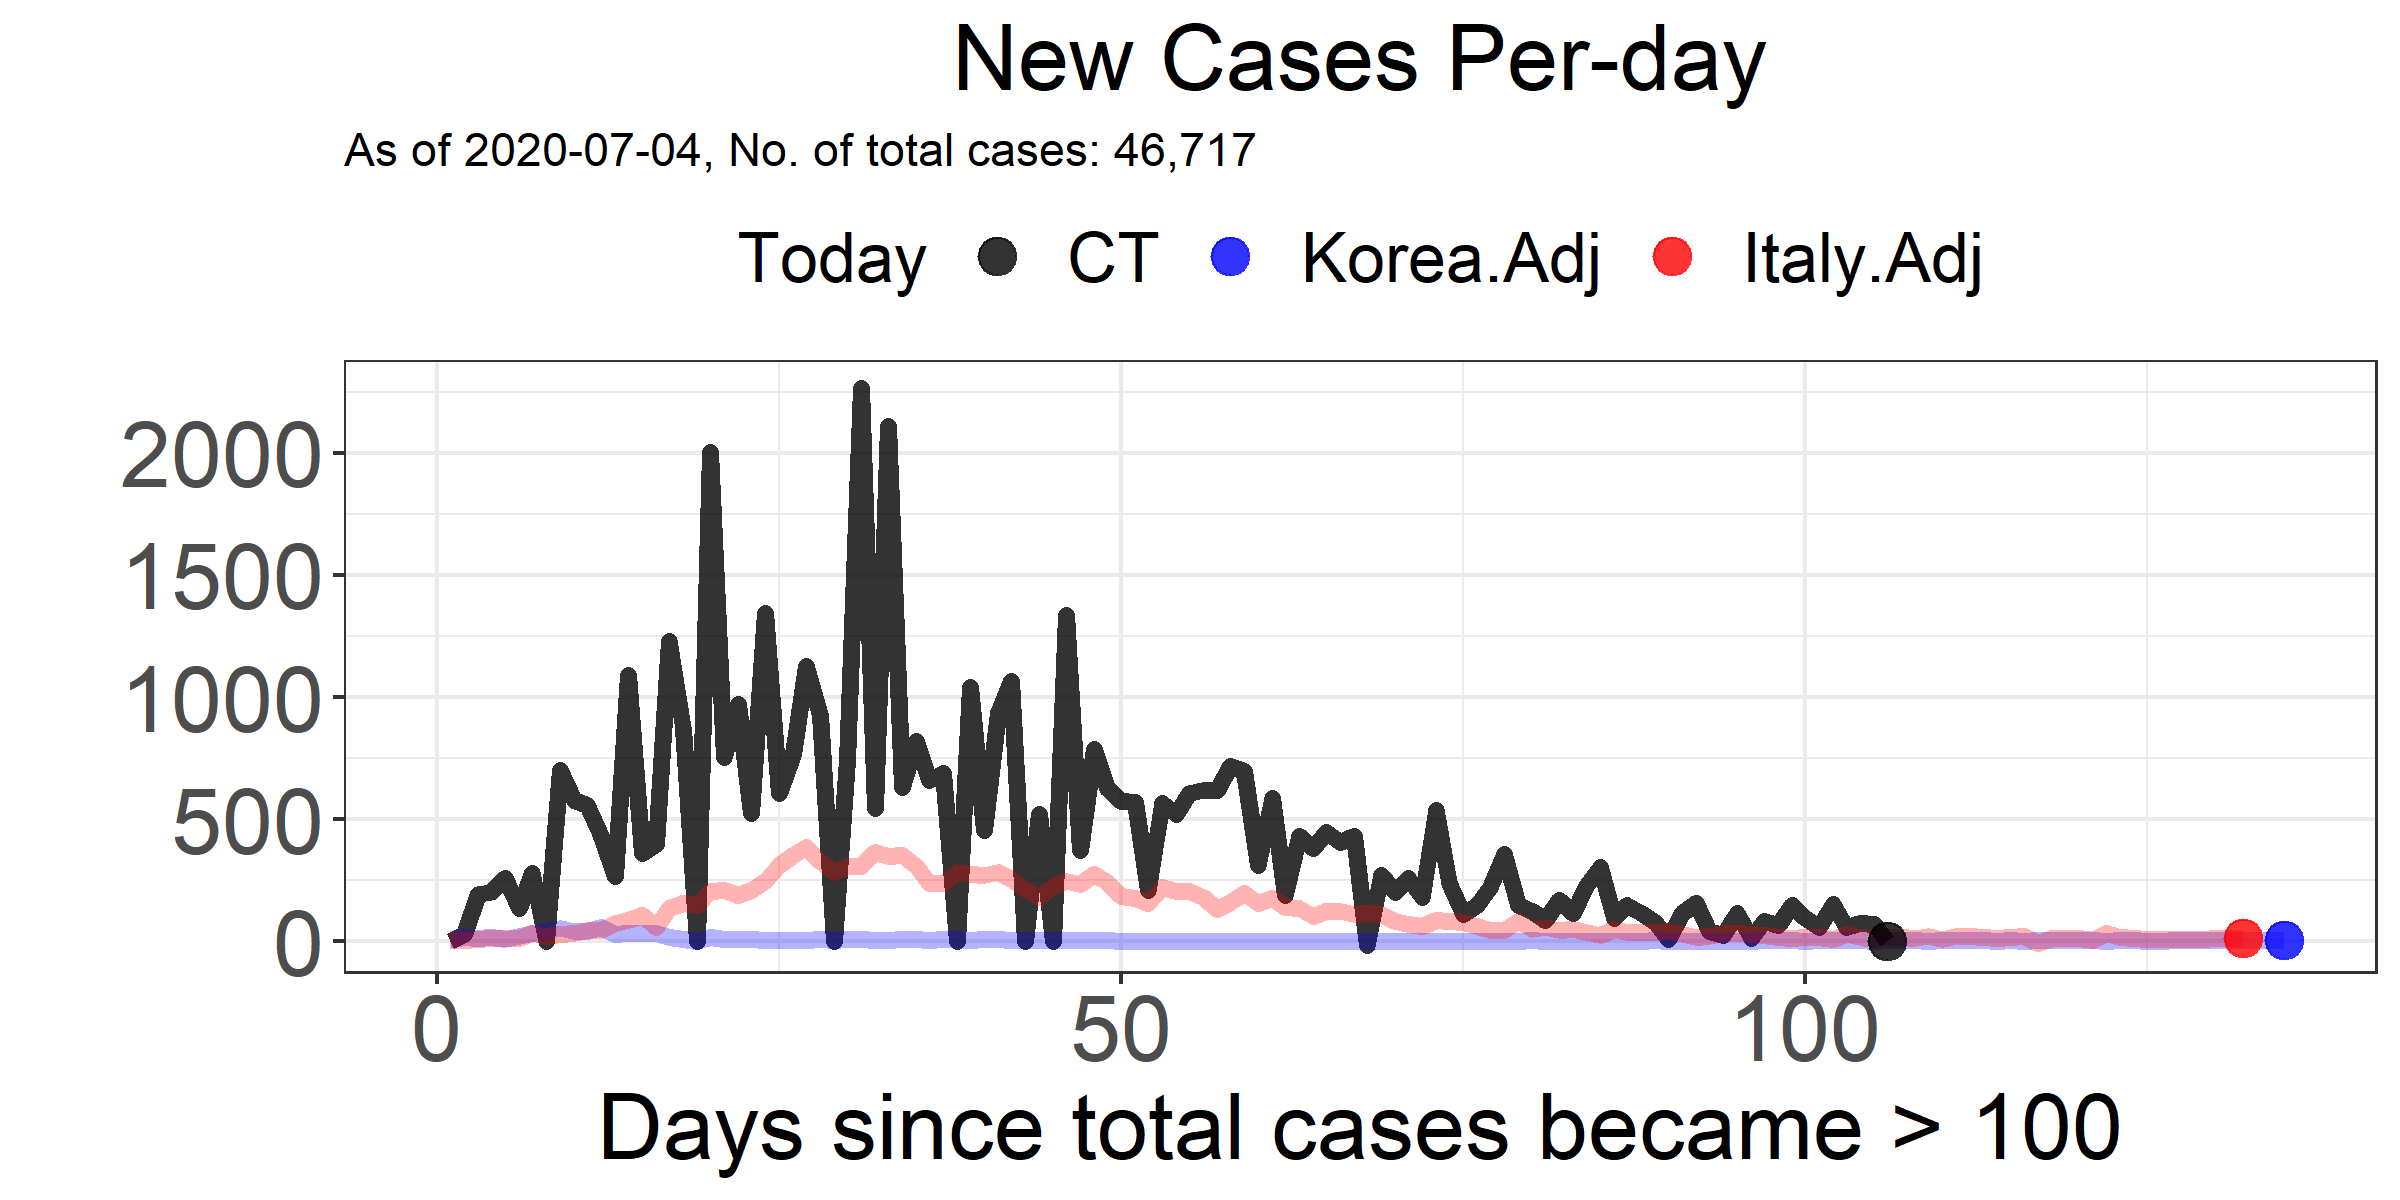 New Cases Per-day
As of 2020-07-04, No. of total cases: 46,717
Today CT Korea.Adj Italy.Adj
2000
1500
1000
500
0
0 50 100
Days since total cases became > 100